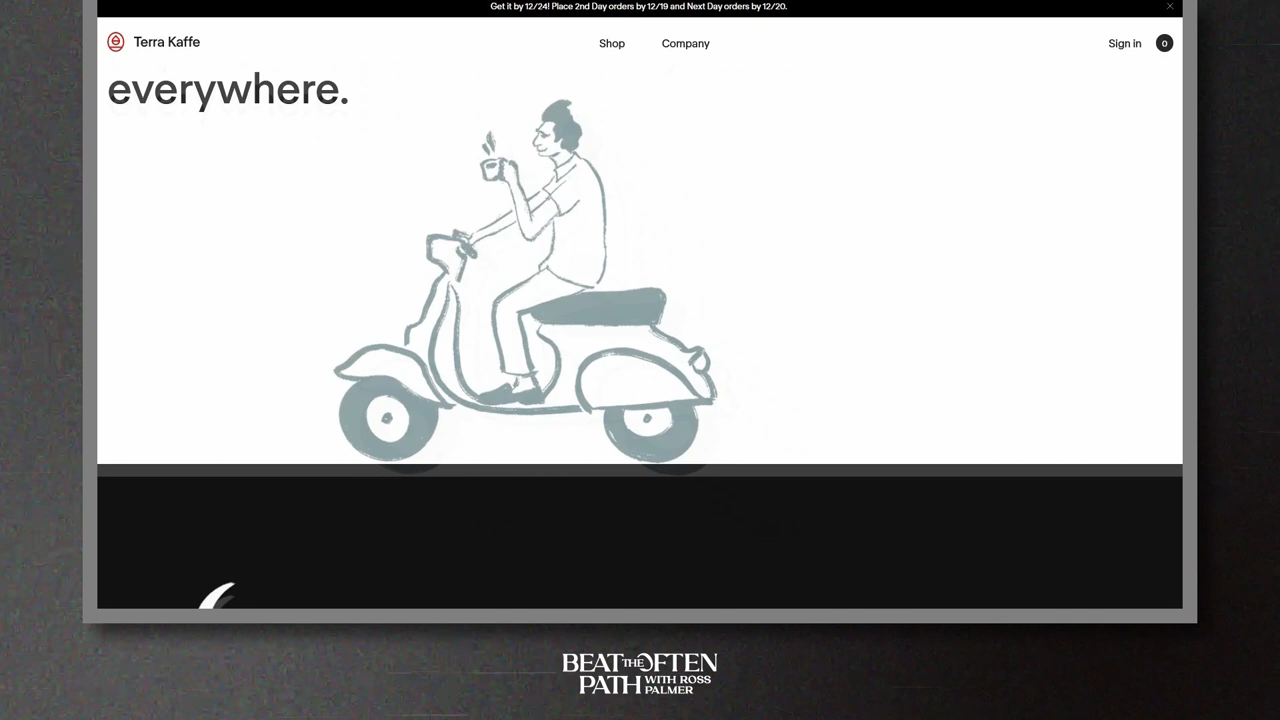 Get it by 12/24! Place 2nd Day orders by 12/19 and Next Day orders by 12/20.
Terra Kaffe
Shop
Company
Sign in
0
everywhere.
BEAT THE OFTEN
PATH WITH ROSS
PALMER